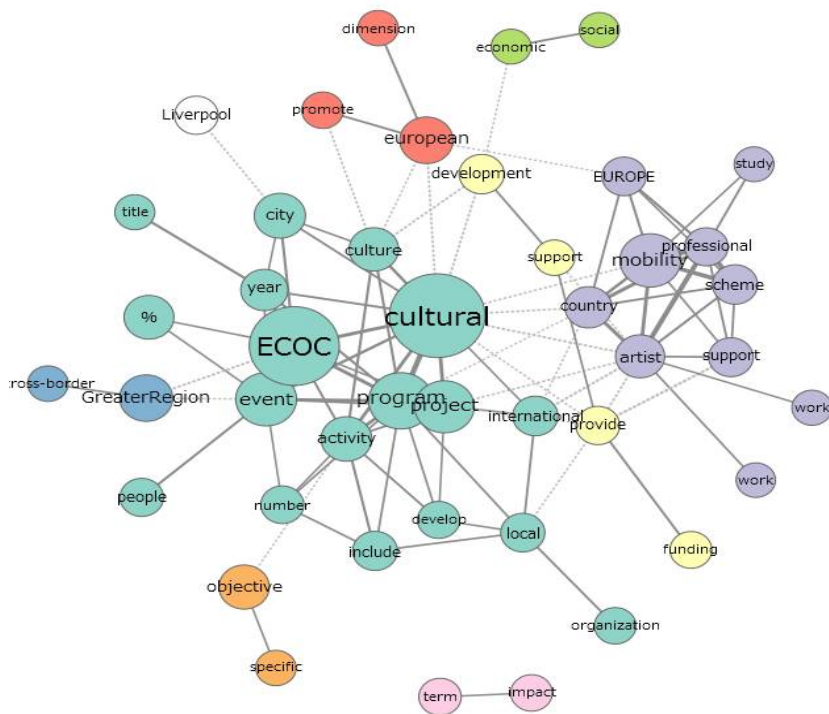 dimension
social
economic
promote
Liverpool
european
development
study
EUROPE
title
city
culture
professional
mobility
support
year
scheme
country
%
cultural
ECOC
artist
support
cross-border
GreaterRegion
event
program
project
international
work
provide
activity
work
people
number
develop
local
include
funding
objective
organization
specific
term
impact